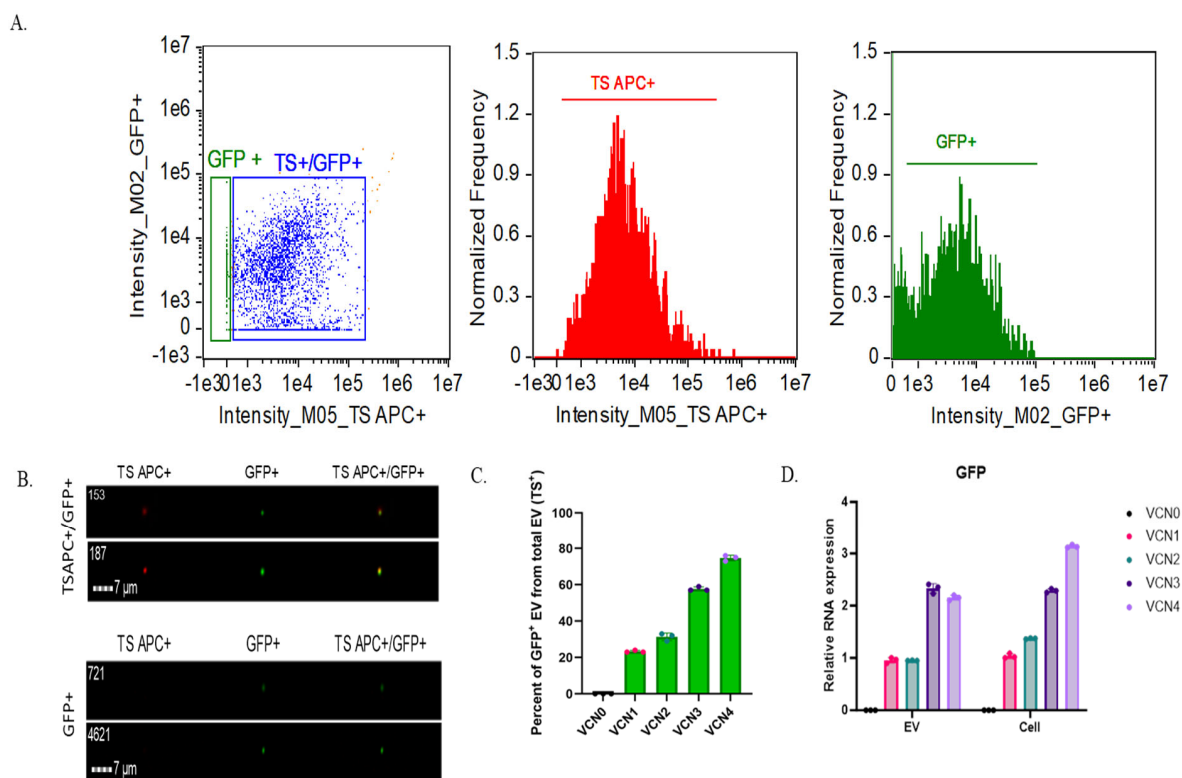 A.
1e7
1e6
1e5
1e4
1e3
0
-1e3
Intensity_M02_GFP+
GFP +
TS+/GFP+
-1e30 1e3 1e4 1e5 1e6 1e7
Intensity_M05_TS APC+
1.5
1.2
0.9
0.6
0.3
0
Normalized Frequency
TS APC+
-1e30 1e3 1e4 1e5 1e6 1e7
Intensity_M05_TS APC+
1.5
1.2
0.9
0.6
0.3
0
Normalized Frequency
GFP+
0 1e3 1e4 1e5 1e6 1e7
Intensity_M02_GFP+
B.
TS APC+ GFP+ TS APC+/GFP+
TSAPC+/GFP+
153
187
7 µm
TS APC+ GFP+ TS APC+/GFP+
GFP+
721
4621
7 µm
C.
Percent of GFP⁺ EV from total EV (TS⁺)
100
80
60
40
20
0
VCN0 VCN1 VCN2 VCN3 VCN4
D.
GFP
Relative RNA expression
4
3
2
1
0
EV Cell
VCN0
VCN1
VCN2
VCN3
VCN4